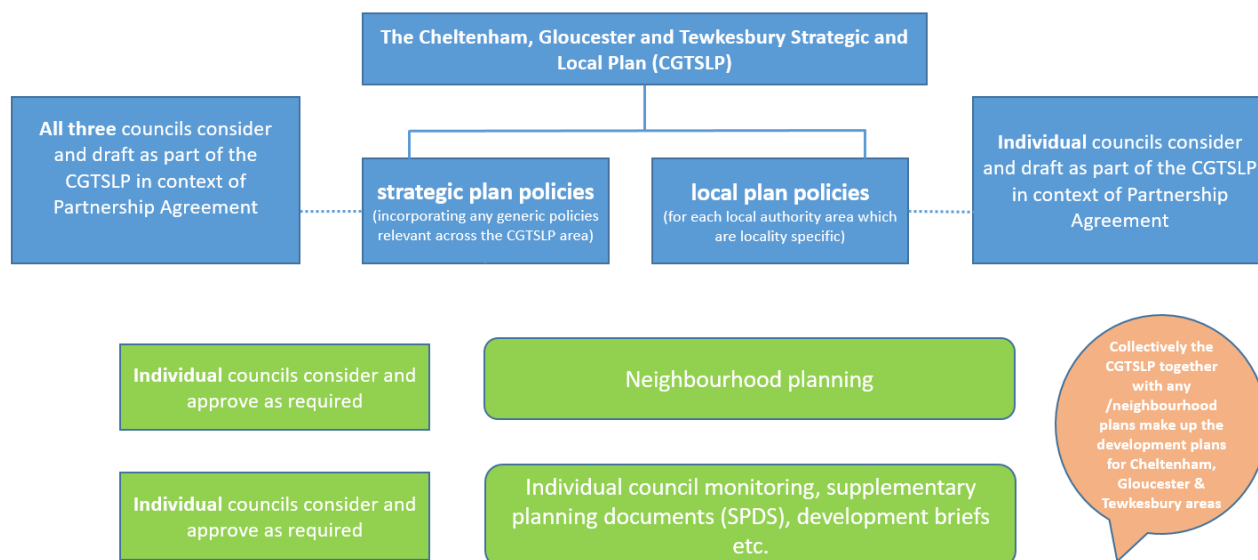 The Cheltenham, Gloucester and Tewkesbury Strategic and
Local Plan (CGTSLP)
All three councils consider
and draft as part of the
CGTSLP in context of
Partnership Agreement
strategic plan policies
(incorporating any generic policies
relevant across the CGTSLP area)
local plan policies
(for each local authority area which
are locality specific)
Individual councils consider
and draft as part of the CGTSLP
in context of Partnership
Agreement
Individual councils consider and
approve as required
Neighbourhood planning
Individual councils consider and
approve as required
Individual council monitoring, supplementary
planning documents (SPDS), development briefs
etc.
Collectively the
CGTSLP together
with any
/neighbourhood
plans make up the
development plans
for Cheltenham,
Gloucester &
Tewkesbury areas